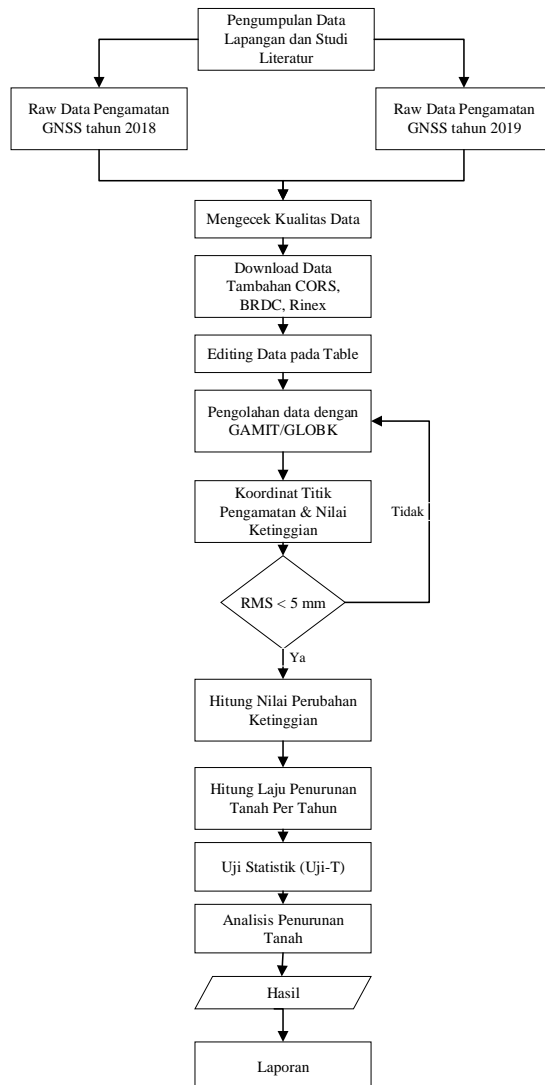 Pengumpulan Data
Lapangan dan Studi
Literatur
Raw Data Pengamatan
GNSS tahun 2018
Raw Data Pengamatan
GNSS tahun 2019
Mengecek Kualitas Data
Download Data
Tambahan CORS,
BRDC, Rinex
Editing Data pada Table
Pengolahan data dengan
GAMIT/GLOBK
Koordinat Titik
Pengamatan & Nilai
Ketinggian
Tidak
RMS < 5 mm
Ya
Hitung Nilai Perubahan
Ketinggian
Hitung Laju Penurunan
Tanah Per Tahun
Uji Statistik (Uji-T)
Analisis Penurunan
Tanah
Hasil
Laporan